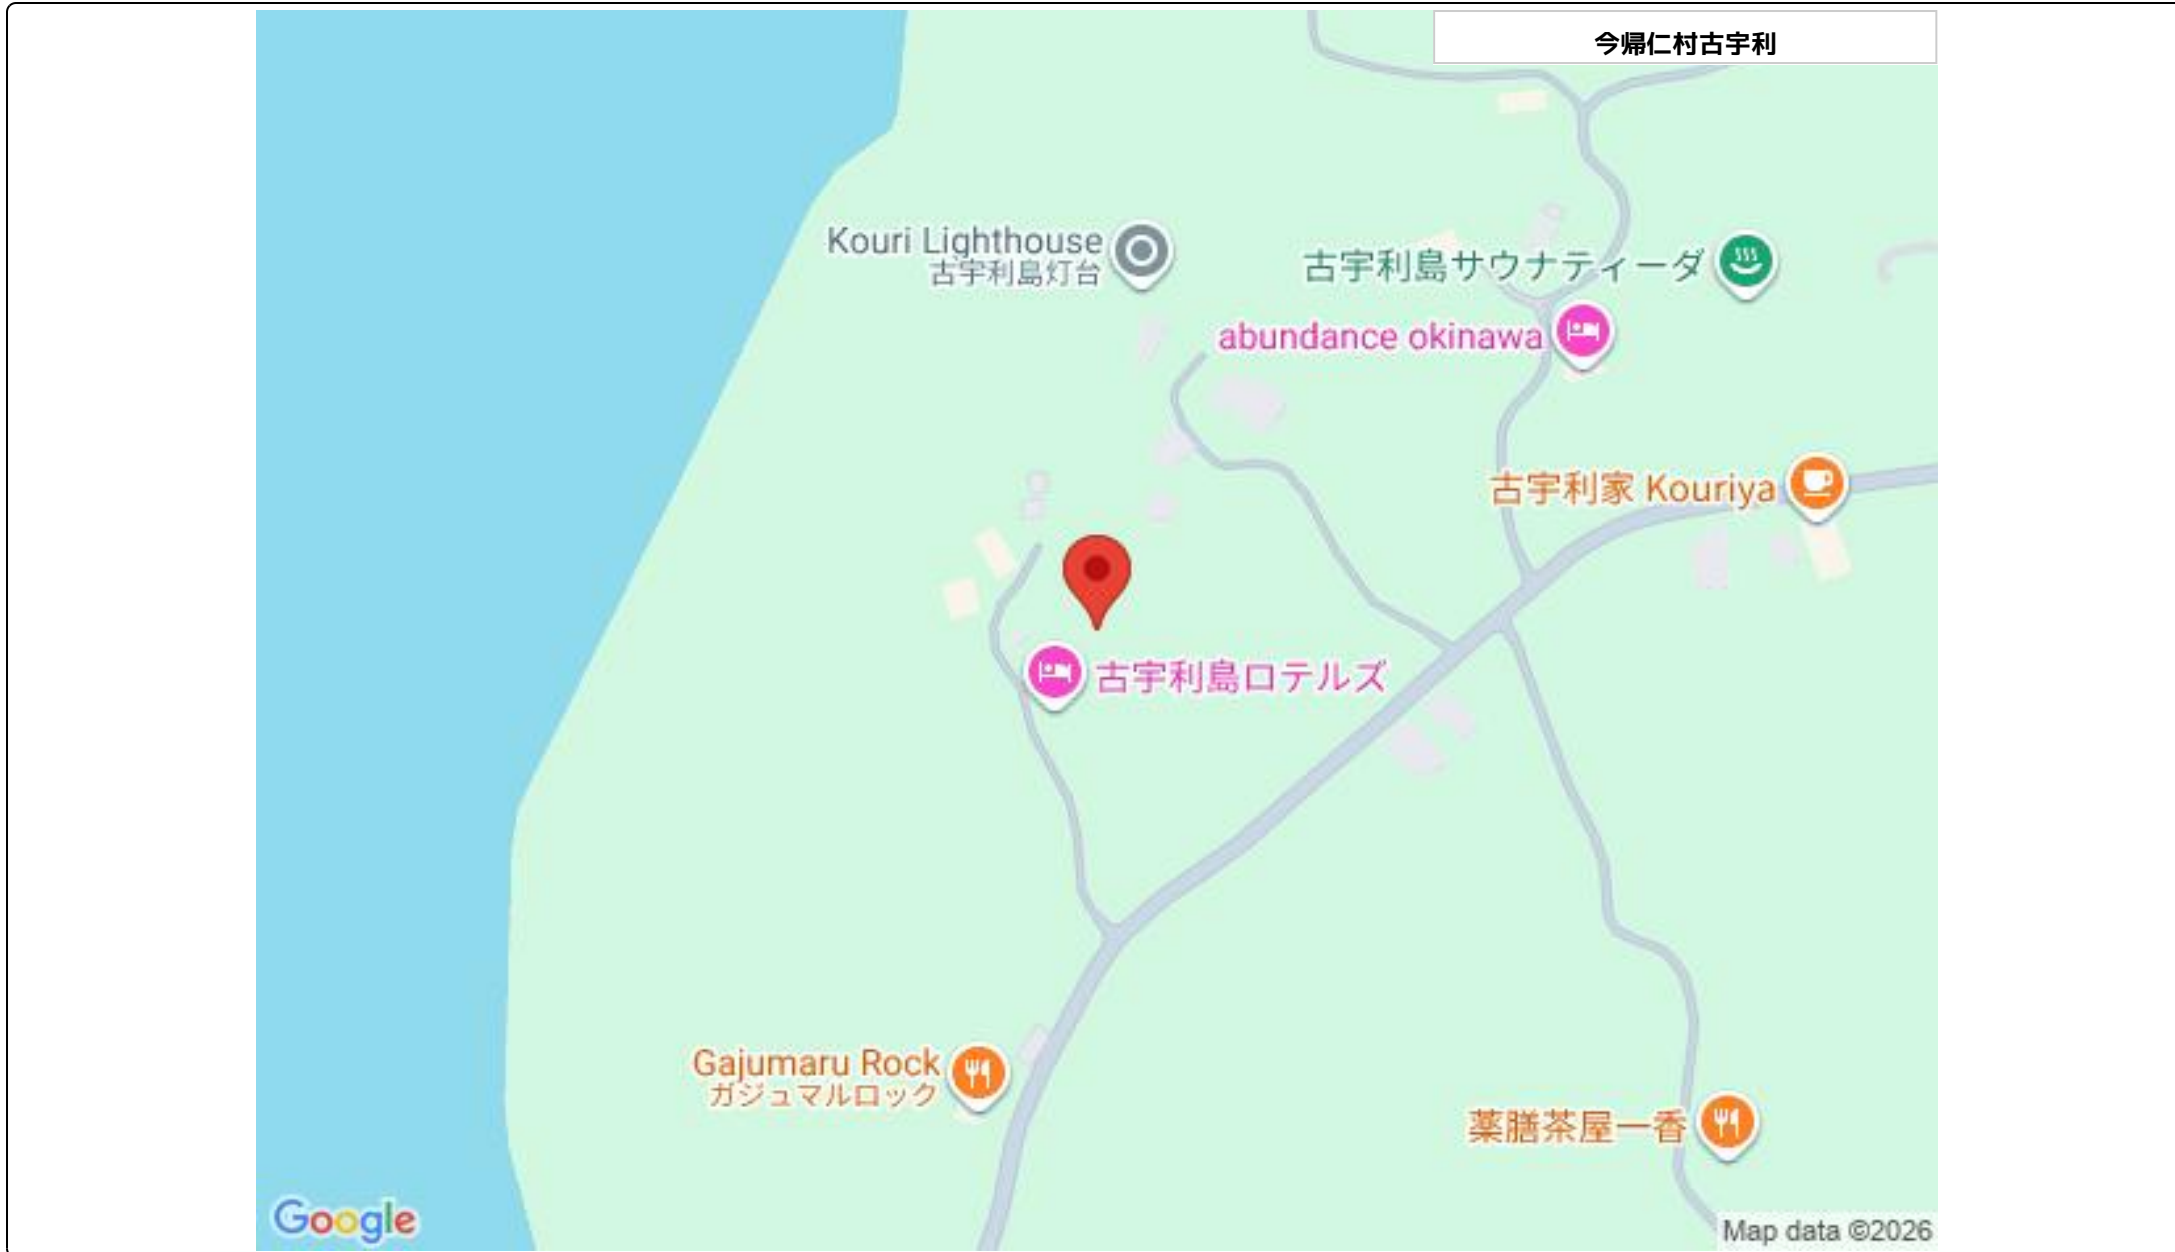 今帰仁村古宇利
Kouri Lighthouse
古宇利島灯台
古宇利島サウナティーダ
abundance okinawa
古宇利家 Kouriya
古宇利島ロテルズ
Gajumaru Rock
ガジュマルロック
薬膳茶屋一香
Google
Map data ©2026